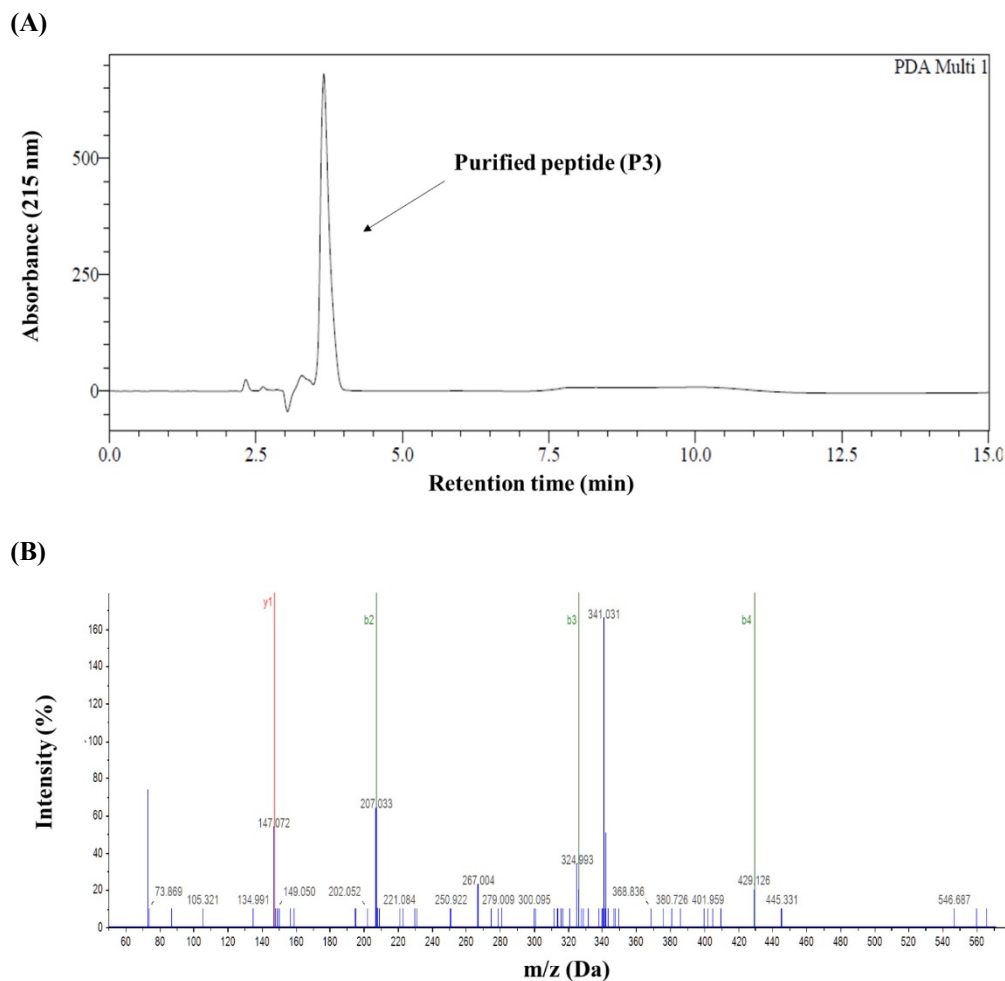 (A)
PDA Multi 1
Absorbance (215 nm)
500
250
0
Purified peptide (P3)
0.0 2.5 5.0 7.5 10.0 12.5 15.0
Retention time (min)
(B)
Intensity (%)
160
140
120
100
80
60
40
20
0
y1
b2
b3
b4
341.031
207.033
147.072
324.993
267.004
429.126
73.869
105.321
134.991
149.050
202.052
221.084
250.922
279.009
300.095
368.836
380.726
401.959
445.331
546.687
60 80 100 120 140 160 180 200 220 240 260 280 300 320 340 360 380 400 420 440 460 480 500 520 540 560
m/z (Da)